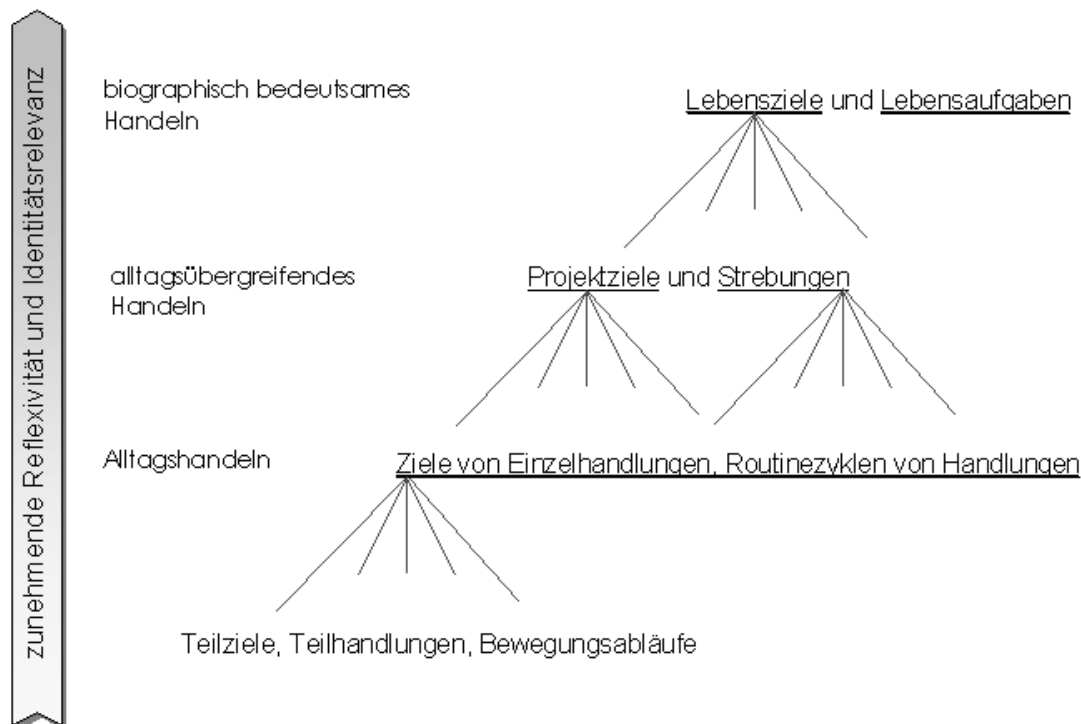 zunehmende Reflexivität und Identitätsrelevanz
biographisch bedeutsames
Handeln
Lebensziele und Lebensaufgaben
alltagsübergreifendes
Handeln
Projektziele und Strebungen
Alltagshandeln
Ziele von Einzelhandlungen, Routinezyklen von Handlungen
Teilziele, Teilhandlungen, Bewegungsabläufe